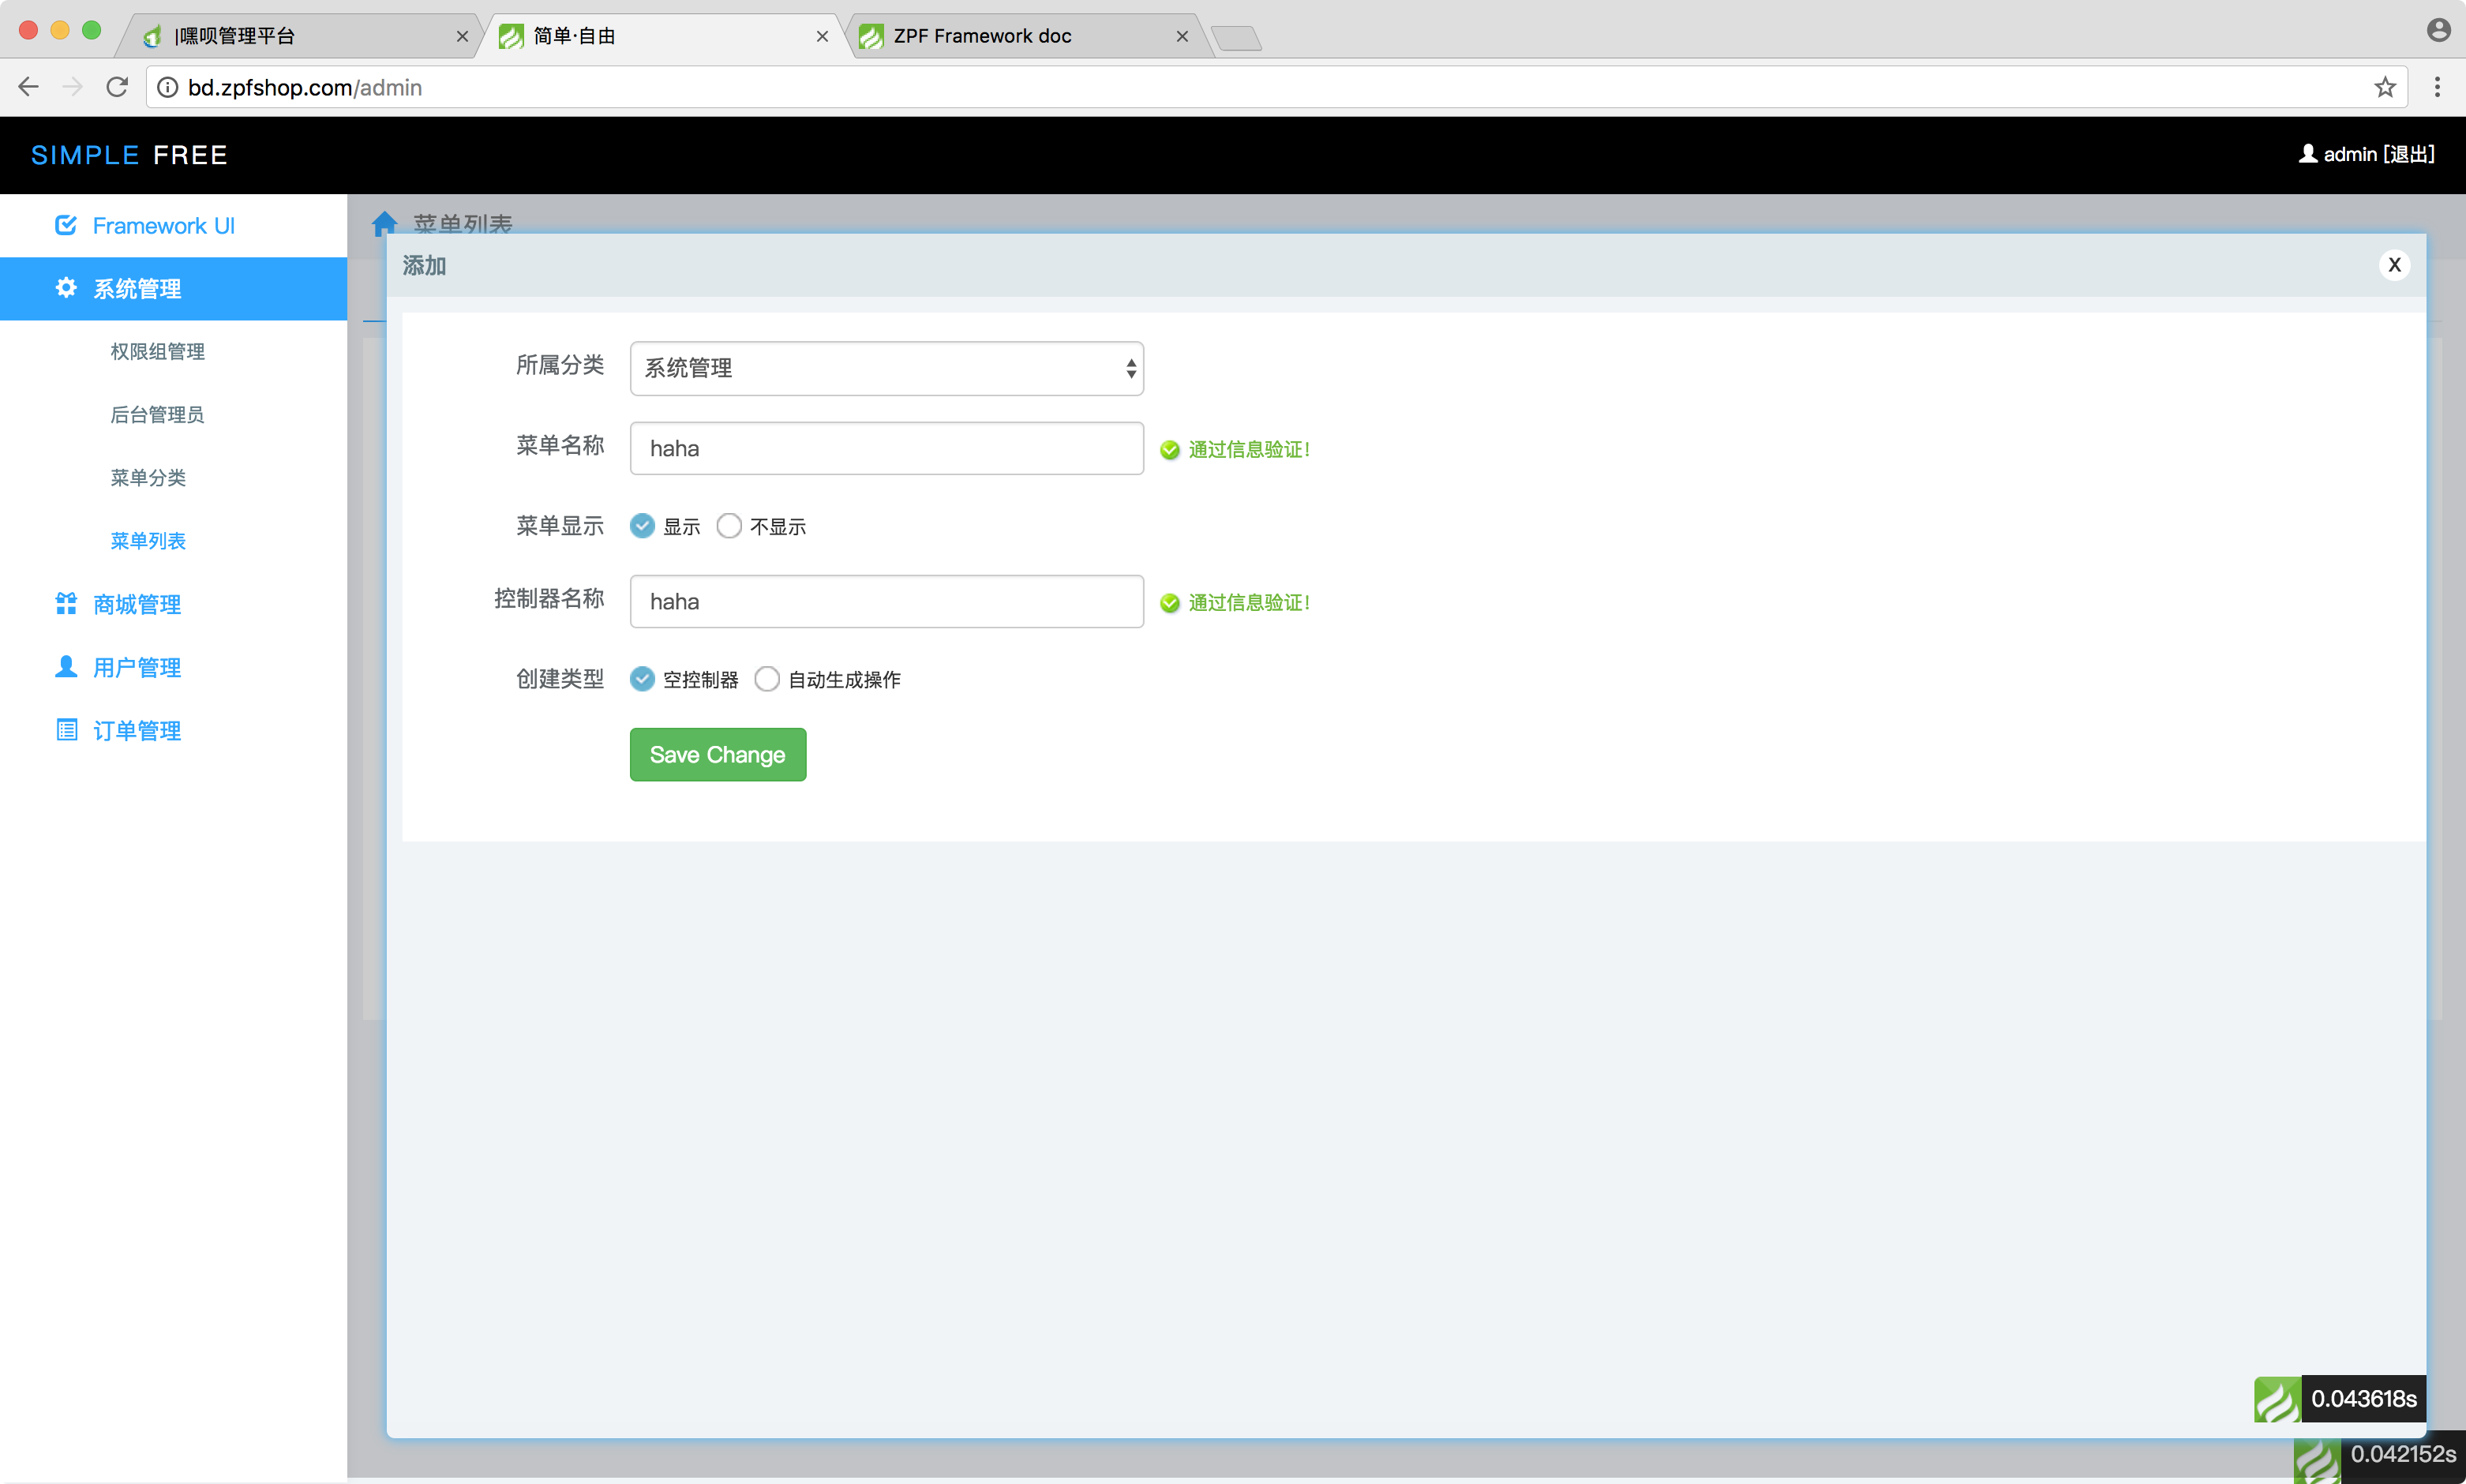 |嘿呗管理平台
简单·自由
ZPF Framework doc
bd.zpfshop.com/admin
SIMPLE FREE
admin [退出]
Framework UI
系统管理
权限组管理
后台管理员
菜单分类
菜单列表
商城管理
用户管理
订单管理
菜单列表
添加
X
所属分类 系统管理
菜单名称 haha 通过信息验证!
菜单显示 显示 不显示
控制器名称 haha 通过信息验证!
创建类型 空控制器 自动生成操作
Save Change
0.043618s
0.042152s